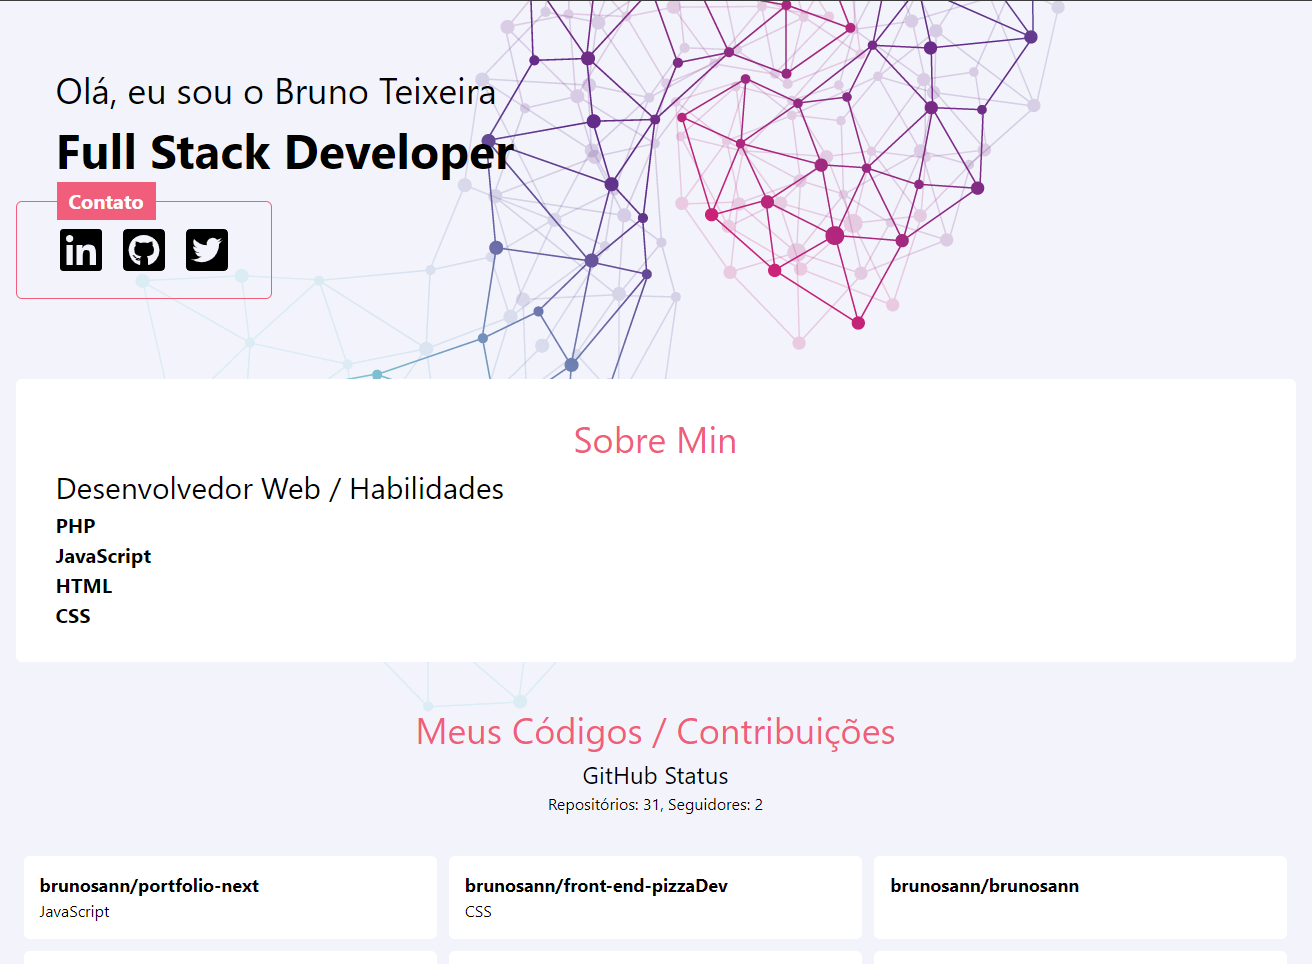 Olá, eu sou o Bruno Teixeira
Full Stack Developer
Contato
in
Sobre Min
Desenvolvedor Web / Habilidades
PHP
JavaScript
HTML
CSS
Meus Códigos / Contribuições
GitHub Status
Repositórios: 31, Seguidores: 2
brunosann/portfolio-next
JavaScript
brunosann/front-end-pizzaDev
CSS
brunosann/brunosann